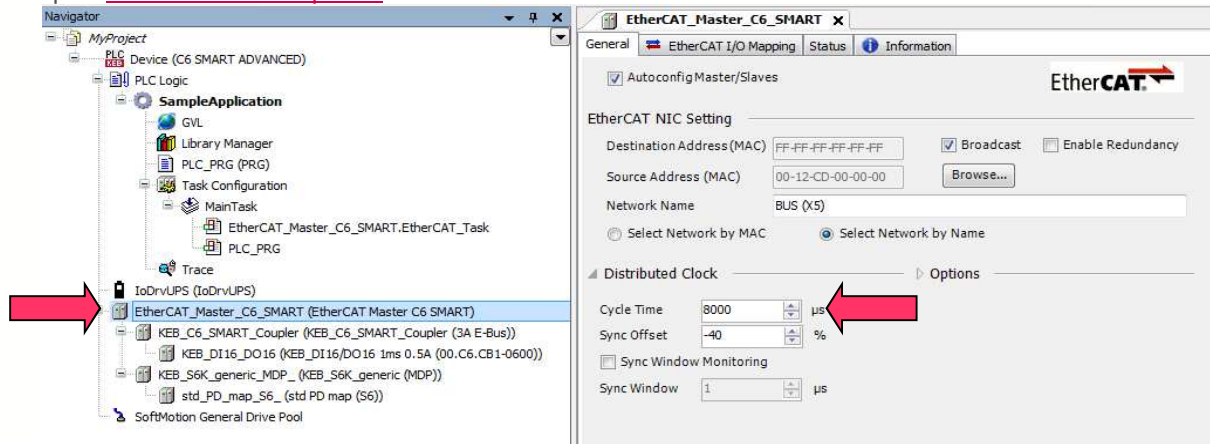 Navigator
MyProject
PLC KEB Device (C6 SMART ADVANCED)
PLC Logic
SampleApplication
GVL
Library Manager
PLC_PRG (PRG)
Task Configuration
MainTask
EtherCAT_Master_C6_SMART.EtherCAT_Task
PLC_PRG
Trace
IoDrvUPS (IoDrvUPS)
EtherCAT_Master_C6_SMART (EtherCAT Master C6 SMART)
KEB_C6_SMART_Coupler (KEB_C6_SMART_Coupler (3A E-Bus))
KEB_DI16_DO16 (KEB_DI16/DO16 1ms 0.5A (00.C6.CB1-0600))
KEB_S6K_generic_MDP_ (KEB_S6K_generic (MDP))
std_PD_map_S6_ (std PD map (S6))
SoftMotion General Drive Pool
EtherCAT_Master_C6_SMART
General EtherCAT I/O Mapping Status Information
Autoconfig Master/Slaves
EtherCAT.
EtherCAT NIC Setting
Destination Address (MAC) FF-FF-FF-FF-FF-FF Broadcast Enable Redundancy
Source Address (MAC) 00-12-CD-00-00-00 Browse...
Network Name BUS (X5)
Select Network by MAC Select Network by Name
Distributed Clock Options
Cycle Time 8000 µs
Sync Offset -40 %
Sync Window Monitoring
Sync Window 1 µs